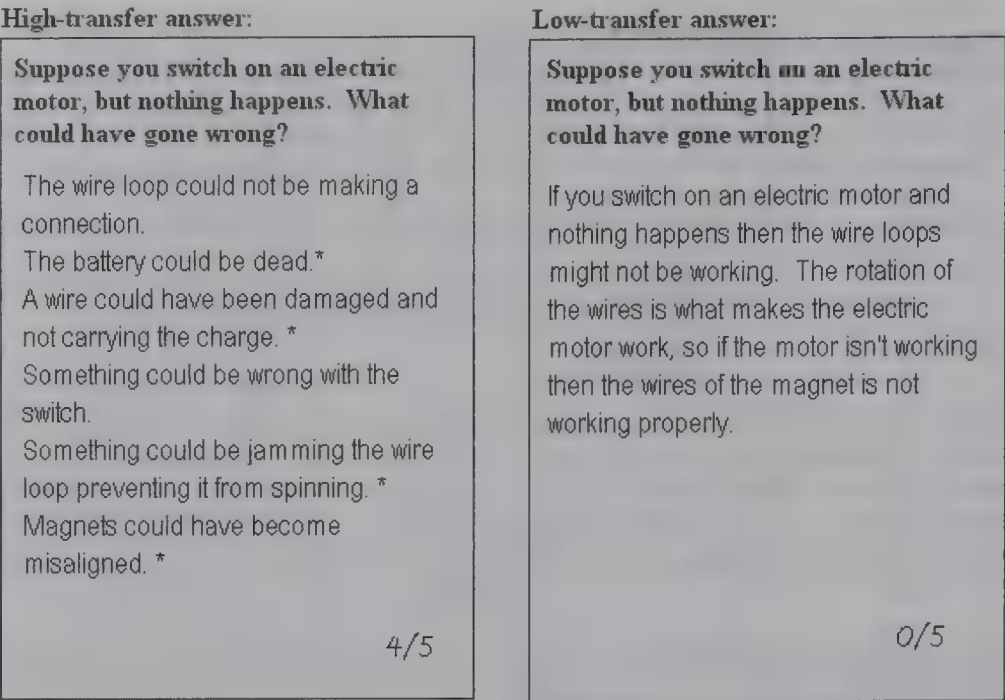 High-transfer answer:
Suppose you switch on an electric
motor, but nothing happens. What
could have gone wrong?
The wire loop could not be making a
connection.
The battery could be dead.*
A wire could have been damaged and
not carrying the charge. *
Something could be wrong with the
switch.
Something could be jamming the wire
loop preventing it from spinning. *
Magnets could have become
misaligned. *
4/5
Low-transfer answer:
Suppose you switch on an electric
motor, but nothing happens. What
could have gone wrong?
If you switch on an electric motor and
nothing happens then the wire loops
might not be working. The rotation of
the wires is what makes the electric
motor work, so if the motor isn't working
then the wires of the magnet is not
working properly.
0/5